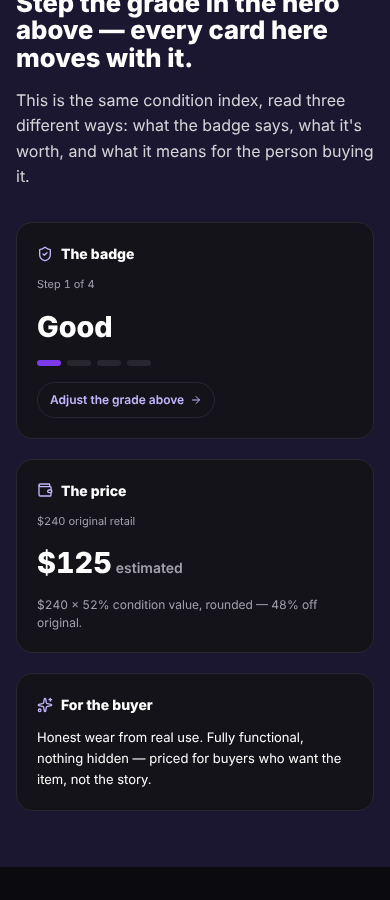 Step the grade in the hero
above — every card here
moves with it.
This is the same condition index, read three
different ways: what the badge says, what it's
worth, and what it means for the person buying
it.
The badge
Step 1 of 4
Good
Adjust the grade above →
The price
$240 original retail
$125 estimated
$240 × 52% condition value, rounded — 48% off
original.
For the buyer
Honest wear from real use. Fully functional,
nothing hidden — priced for buyers who want the
item, not the story.